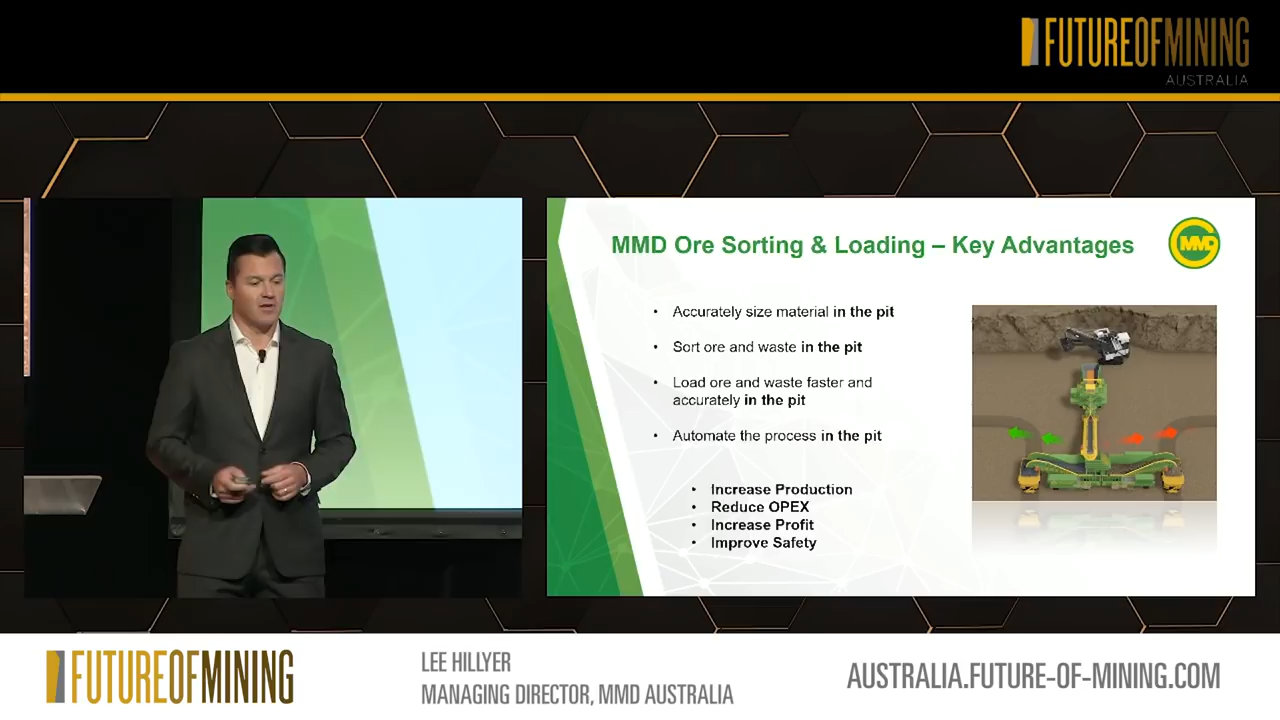 FUTUREOFMINING
AUSTRALIA
MMD Ore Sorting & Loading – Key Advantages
MMD
• Accurately size material in the pit
• Sort ore and waste in the pit
• Load ore and waste faster and
accurately in the pit
• Automate the process in the pit
• Increase Production
• Reduce OPEX
• Increase Profit
• Improve Safety
FUTUREOFMINING
LEE HILLYER
MANAGING DIRECTOR, MMD AUSTRALIA
AUSTRALIA.FUTURE-OF-MINING.COM